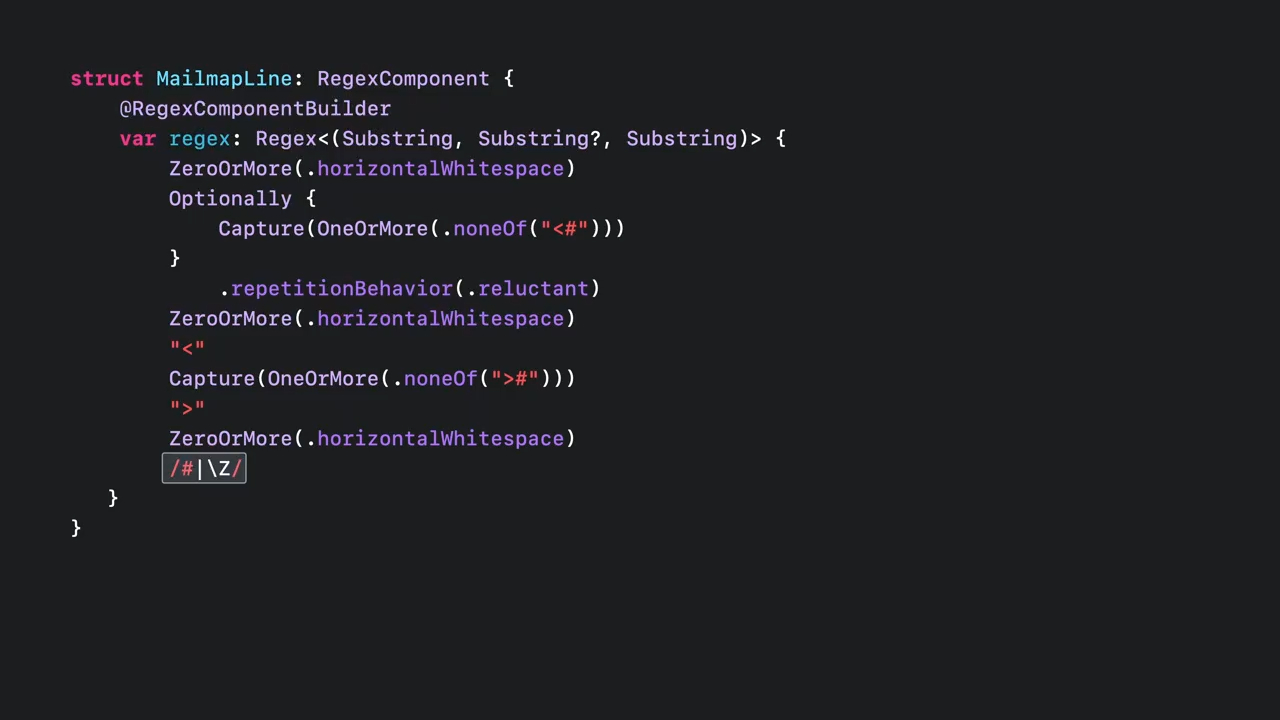 struct MailmapLine: RegexComponent {
    @RegexComponentBuilder
    var regex: Regex<(Substring, Substring?, Substring)> {
        ZeroOrMore(.horizontalWhitespace)
        Optionally {
            Capture(OneOrMore(.noneOf("<#")))
        }
            .repetitionBehavior(.reluctant)
        ZeroOrMore(.horizontalWhitespace)
        "<"
        Capture(OneOrMore(.noneOf(">#")))
        ">"
        ZeroOrMore(.horizontalWhitespace)
        /#|\Z/
   }
}